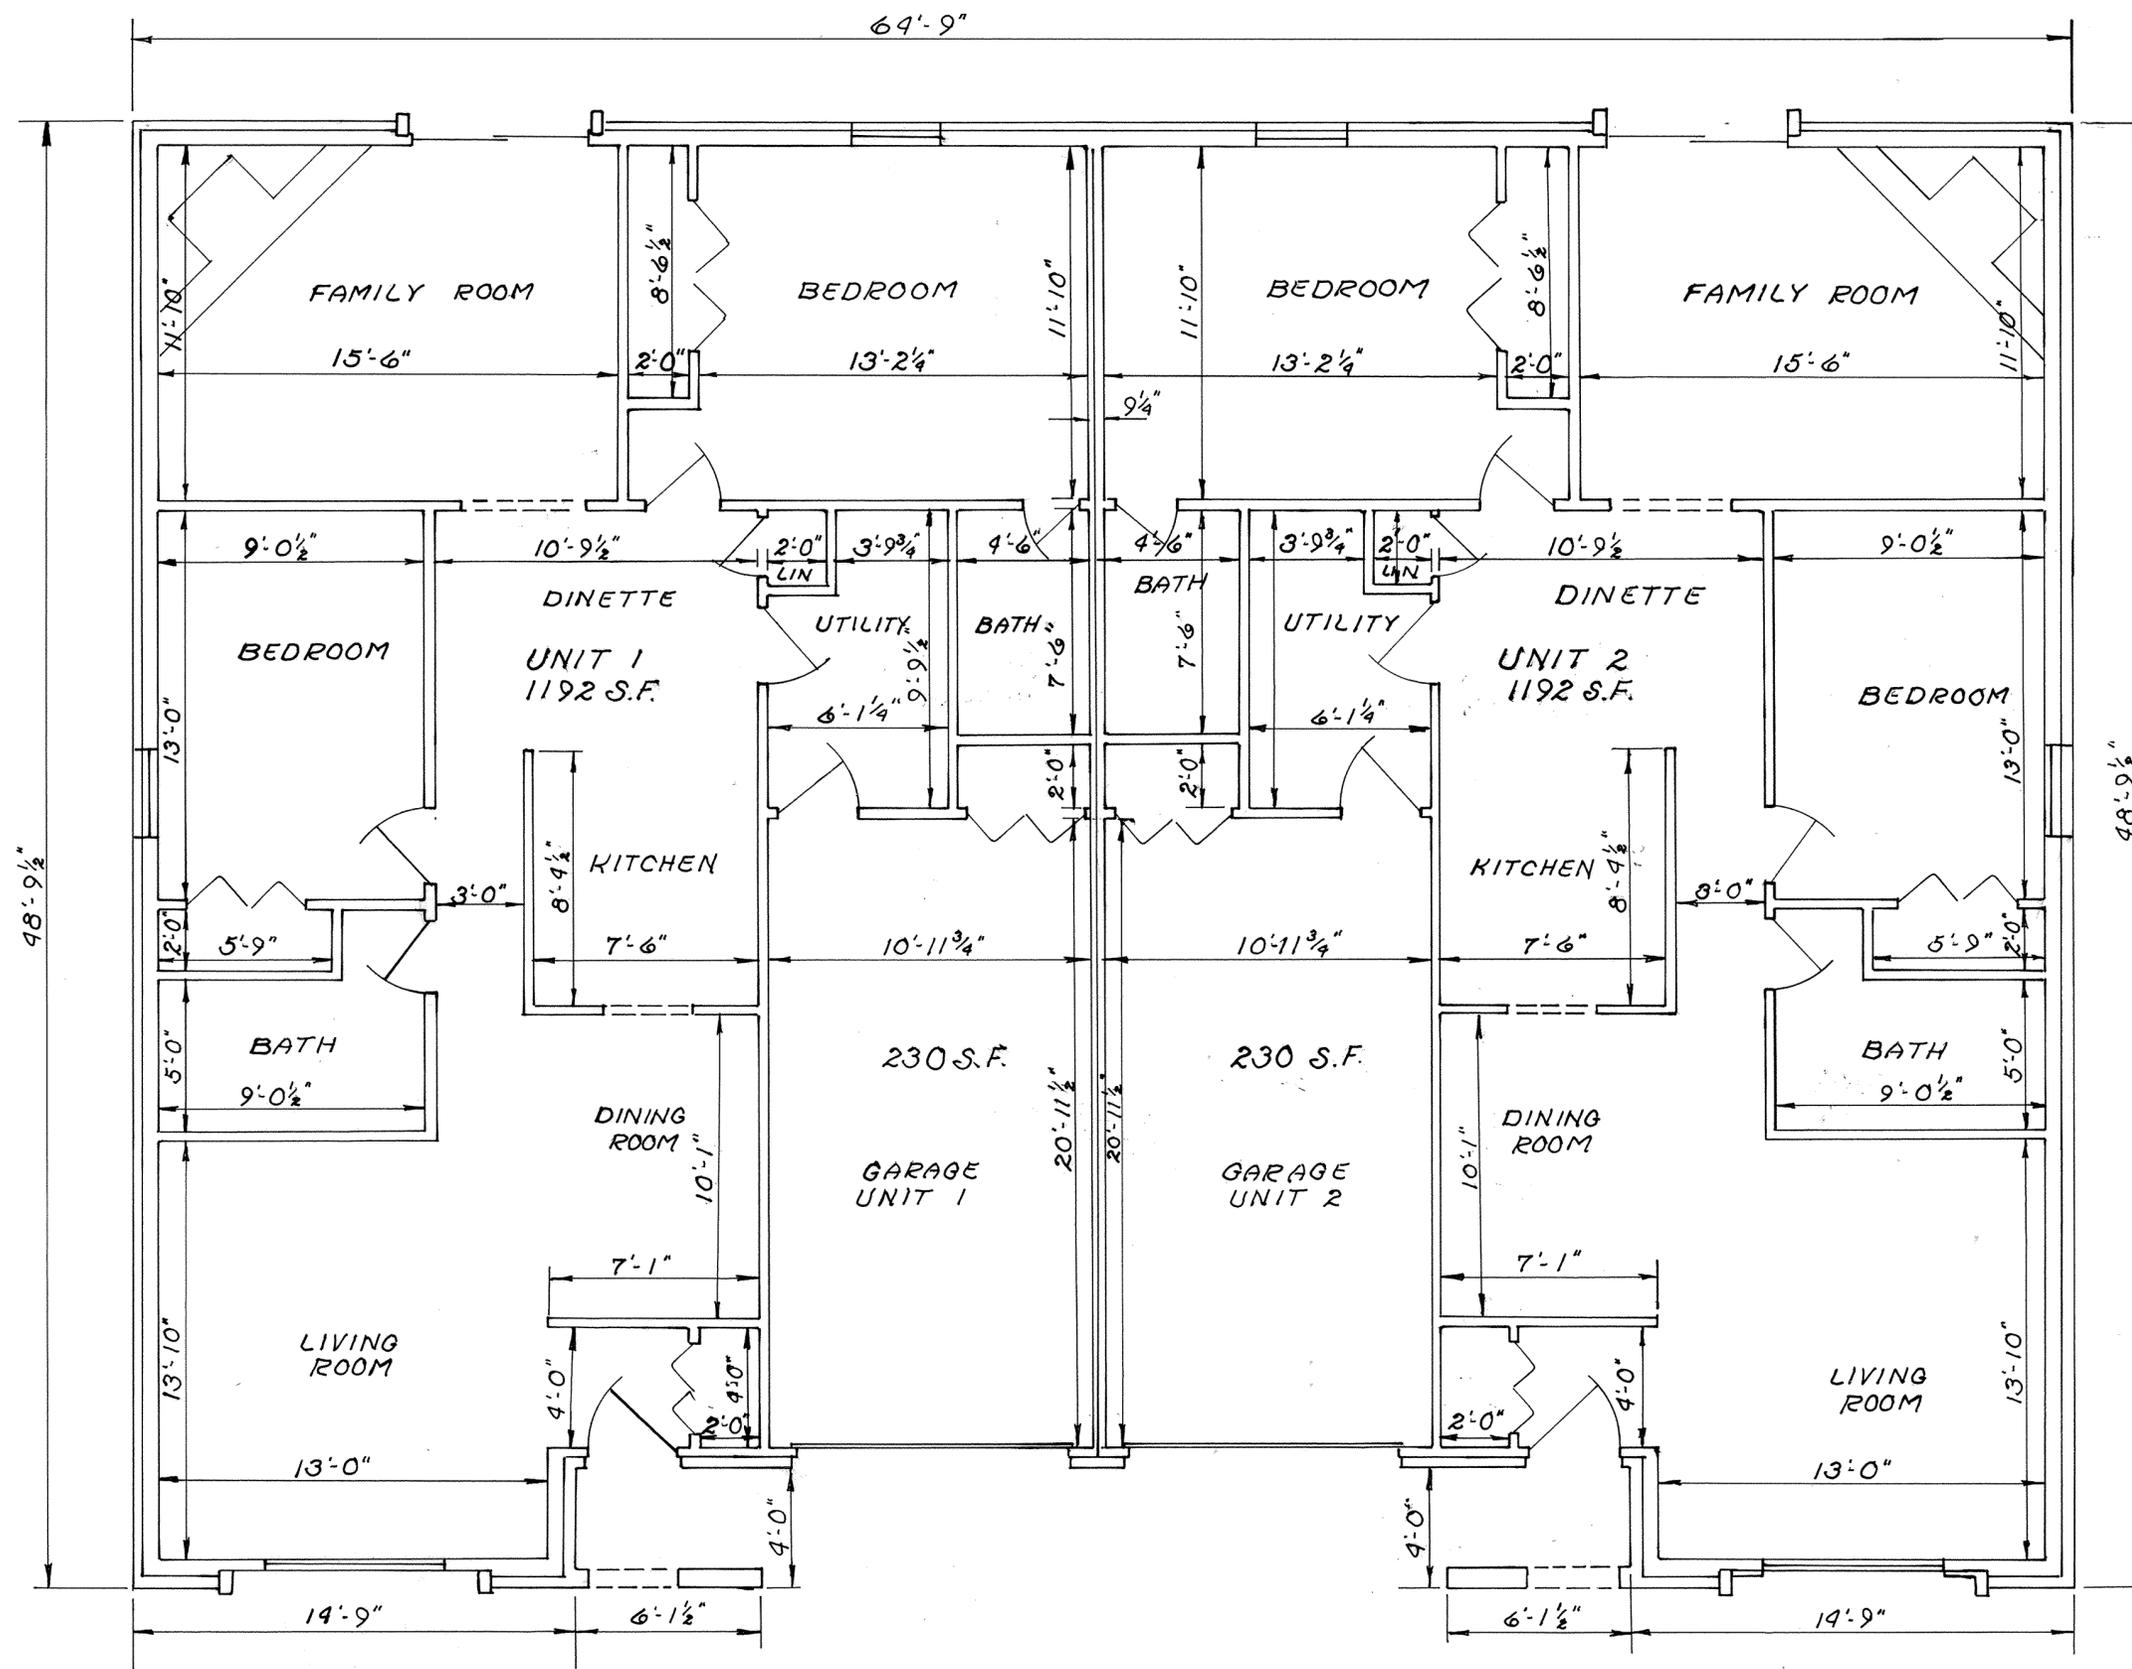 64'-9"
FAMILY ROOM
BEDROOM
BEDROOM
FAMILY ROOM
11'-10"
8'-6½"
11'-10"
11'-10"
8'-6½"
11'-10"
15'-6"
2'-0"
13'-2¼"
13'-2¼"
2'-0"
15'-6"
9¼"
9'-0½"
10'-9½"
2'-0"
3'-9¾"
4'-6"
4'-6"
3'-9¾"
2'-0"
10'-9½"
9'-0½"
LIN
LIN
DINETTE
BATH
DINETTE
UTILITY
BATH
UTILITY
BEDROOM
UNIT 1
1192 S.F.
9'-9½"
7'-6"
7'-6"
UNIT 2
1192 S.F.
BEDROOM
6'-1¼"
6'-1¼"
13'-0"
13'-0"
2'-0"
2'-0"
48'-9½"
48'-9½"
KITCHEN
8'-4½"
KITCHEN
8'-4½"
3'-0"
3'-0"
2'-0"
5'-9"
7'-6"
10'-11¾"
10'-11¾"
7'-6"
5'-9"
2'-0"
BATH
5'-0"
9'-0½"
230 S.F.
230 S.F.
BATH
5'-0"
9'-0½"
DINING
ROOM
10'-1"
20'-11½"
20'-11½"
DINING
ROOM
10'-1"
GARAGE
UNIT 1
GARAGE
UNIT 2
7'-1"
7'-1"
LIVING
ROOM
13'-10"
4'-0"
4'-0"
2'-0"
2'-0"
4'-0"
LIVING
ROOM
13'-10"
13'-0"
13'-0"
4'-0"
4'-0"
14'-9"
6'-1½"
6'-1½"
14'-9"